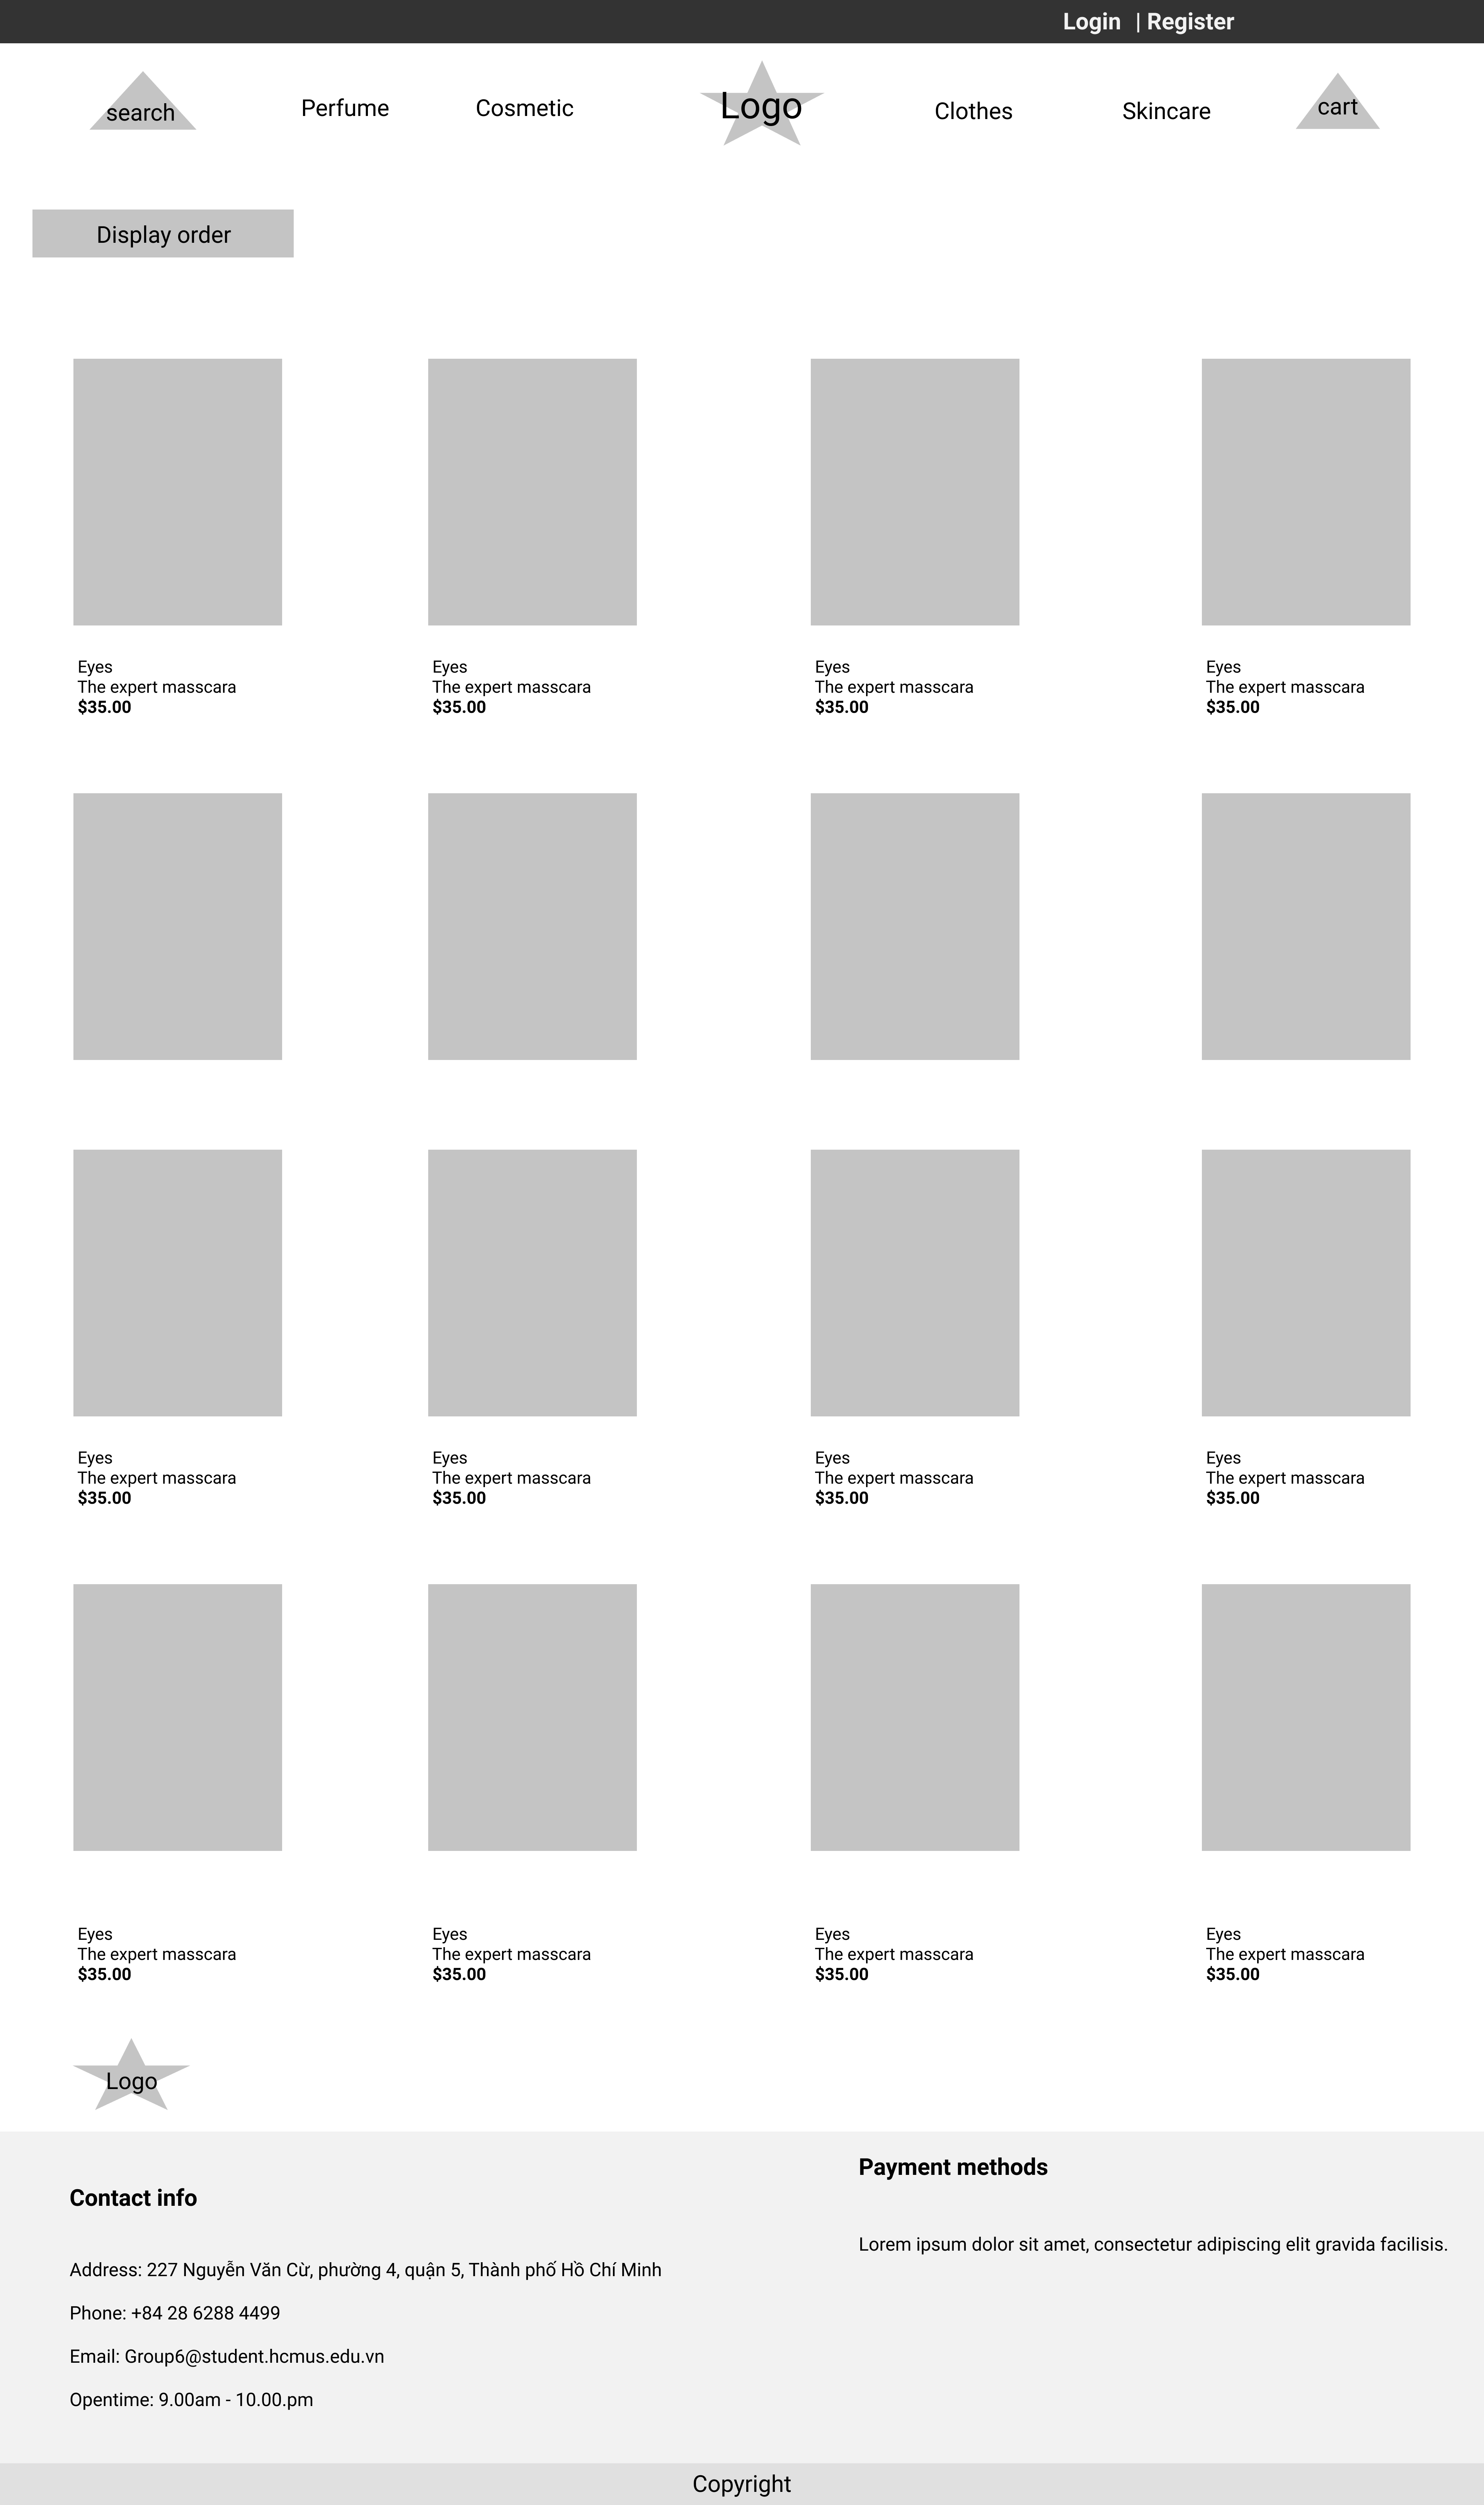 Login | Register
search
Perfume
Cosmetic
Logo
Clothes
Skincare
cart
Display order
Eyes
The expert masscara
$35.00
Eyes
The expert masscara
$35.00
Eyes
The expert masscara
$35.00
Eyes
The expert masscara
$35.00
Eyes
The expert masscara
$35.00
Eyes
The expert masscara
$35.00
Eyes
The expert masscara
$35.00
Eyes
The expert masscara
$35.00
Eyes
The expert masscara
$35.00
Eyes
The expert masscara
$35.00
Eyes
The expert masscara
$35.00
Eyes
The expert masscara
$35.00
Logo
Contact info
Address: 227 Nguyễn Văn Cừ, phường 4, quận 5, Thành phố Hồ Chí Minh
Phone: +84 28 6288 4499
Email: Group6@student.hcmus.edu.vn
Opentime: 9.00am - 10.00.pm
Payment methods
Lorem ipsum dolor sit amet, consectetur adipiscing elit gravida facilisis.
Copyright